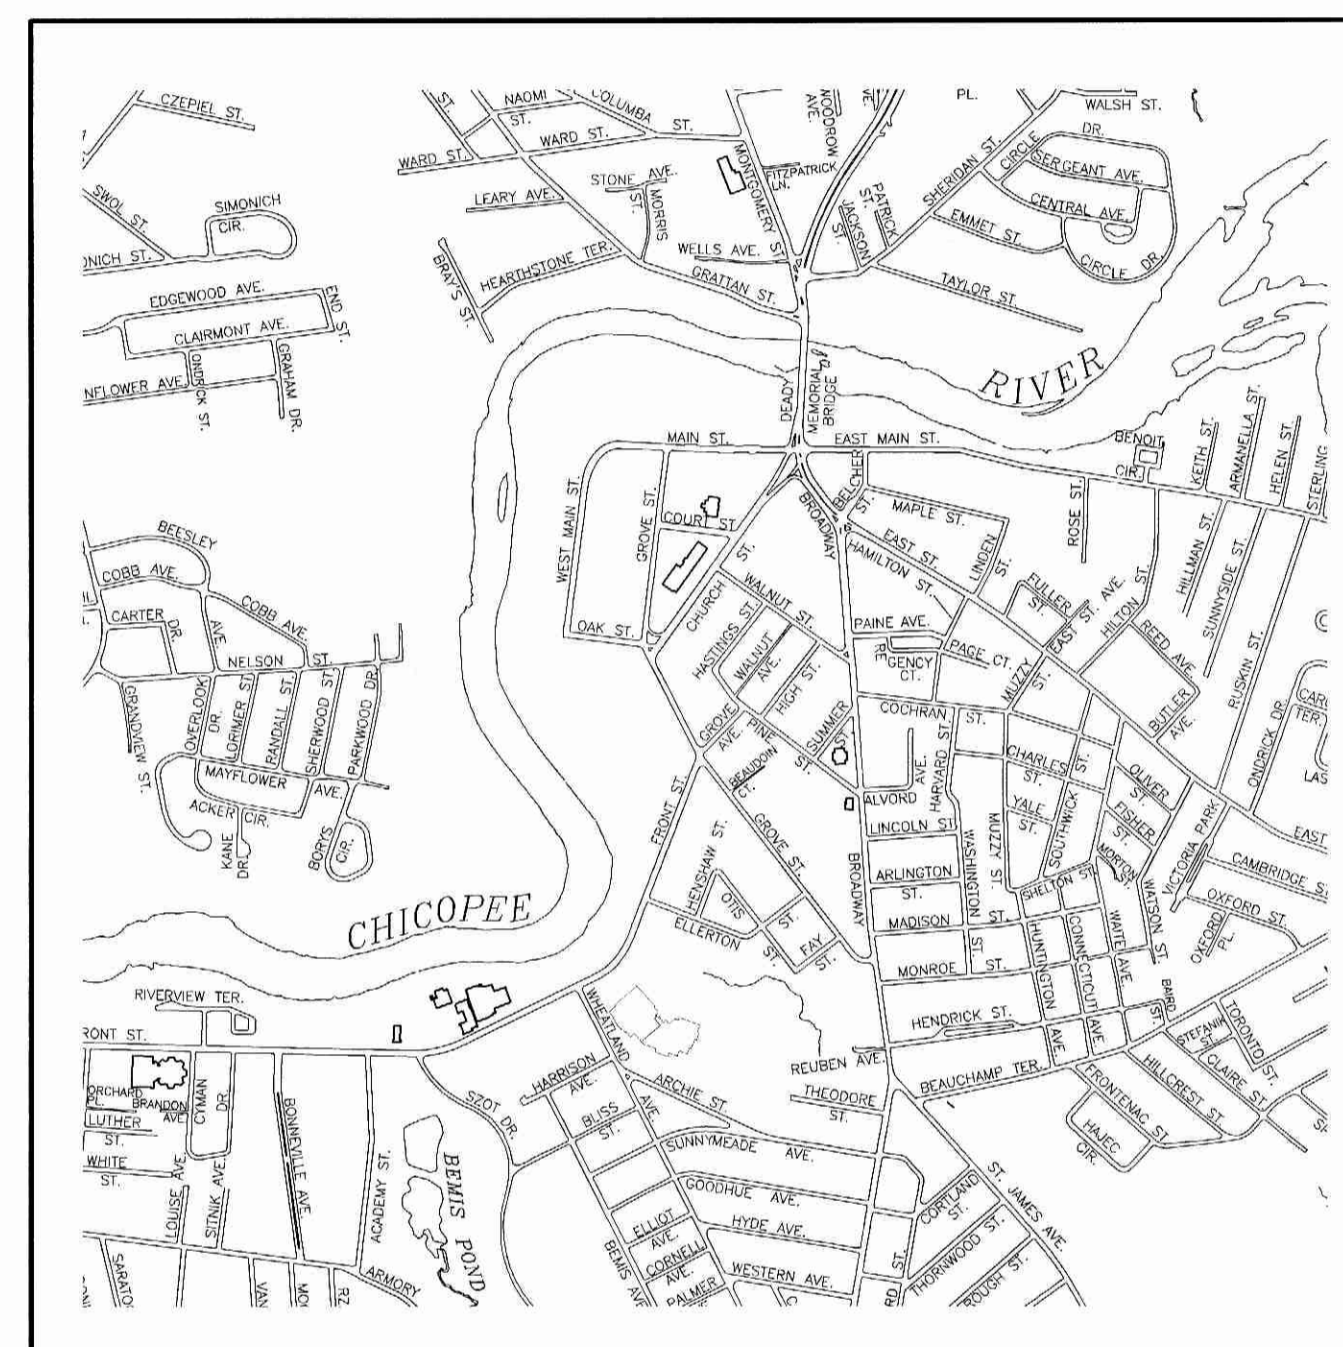 CZEPIEL ST.
SWOL ST.
SIMONICH
CIR.
EDGEWOOD AVE.
END ST.
CLAIRMONT AVE.
ONDRICK ST.
GRAHAM DR.
NAOMI
ST.
COLUMBA
ST.
WARD ST.
WARD ST.
LEARY AVE.
STONE AVE.
MORRIS
ST.
MONTGOMERY ST.
FITZPATRICK
LN.
WOODROW
AVE.
WELLS AVE.
HEARTHSTONE TER.
BRAY'S ST.
GRATTAN ST.
PATRICK
ST.
JACKSON
ST.
PL.
WALSH ST.
SHERIDAN ST.
CIRCLE
DR.
SERGEANT AVE.
CENTRAL AVE.
EMMET ST.
CIRCLE DR.
TAYLOR ST.
RIVER
DEADY
MEMORIAL
BRIDGE
MAIN ST.
EAST MAIN ST.
BENOIT
CIR.
KEITH ST.
ARMANELLA ST.
HELEN ST.
STERLING
WEST MAIN ST.
GROVE ST.
COURT ST.
OAK ST.
CHURCH
ST.
BROADWAY
BELCHER
ST.
MAPLE ST.
LINDEN
ST.
EAST ST.
HAMILTON ST.
ROSE ST.
HILLMAN ST.
SUNNYSIDE ST.
RUSKIN ST.
FULLER
ST.
EAST ST. AVE.
HILTON ST.
REED AVE.
BUTLER
AVE.
WALNUT ST.
HASTINGS ST.
WALNUT
AVE.
HIGH ST.
PAINE AVE.
RE
GENCY
CT.
PAGE CT.
MUZZY
ST.
BEESLEY
AVE.
COBB AVE.
COBB AVE.
CARTER
DR.
NELSON ST.
GRANDVIEW ST.
OVERLOOK
DR.
LORIMER ST.
RANDALL ST.
SHERWOOD ST.
PARKWOOD DR.
MAYFLOWER AVE.
ACKER CIR.
KANE
DR.
BORYS
CIR.
GROVE
AVE.
PINE
ST.
SUMMER
ST.
BEAUDOIN
CT.
COCHRAN
ST.
HARVARD ST.
CHARLES
ST.
YALE
ST.
SOUTHWICK
ST.
OLIVER
ST.
FISHER
ST.
ONDRICK DR.
TER.
EAST
VICTORIA PARK
ALVORD
AVE.
LINCOLN ST.
FRONT ST.
GROVE ST.
BROADWAY
ARLINGTON
ST.
MADISON ST.
MONROE ST.
WASHINGTON
ST.
MUZZY ST.
SHELTON ST.
MORTON
ST.
WATSON ST.
CAMBRIDGE ST.
OXFORD ST.
OXFORD
PL.
HENSHAW ST.
OTIS
ST.
ELLERTON
ST.
FAY
ST.
HUNTINGTON
AVE.
CONNECTICUT
AVE.
WAITE AVE.
BAIRD
ST.
CHICOPEE
RIVERVIEW TER.
ORCHARD
PL.
BRANDON
AVE.
LUTHER
ST.
WHITE
ST.
CYMAN
DR.
LOUISE AVE.
SITNIK AVE.
BONNEVILLE AVE.
ACADEMY ST.
ARMORY
BEMIS POND
SZOT DR.
HARRISON
AVE.
BLISS
ST.
WHEATLAND
AVE.
ARCHIE ST.
SUNNYMEADE AVE.
GOODHUE AVE.
HYDE AVE.
WESTERN AVE.
ELLIOT
AVE.
CORNELL
AVE.
PALMER
BEMIS AVE
REUBEN AVE.
THEODORE
ST.
HENDRICK ST.
BEAUCHAMP TER.
FRONTENAC ST.
HAJEC
CIR.
HILLCREST ST.
CLAIRE ST.
STEFANIK
ST.
TORONTO ST.
ST. JAMES AVE.
CORTLAND
ST.
THORNWOOD ST.